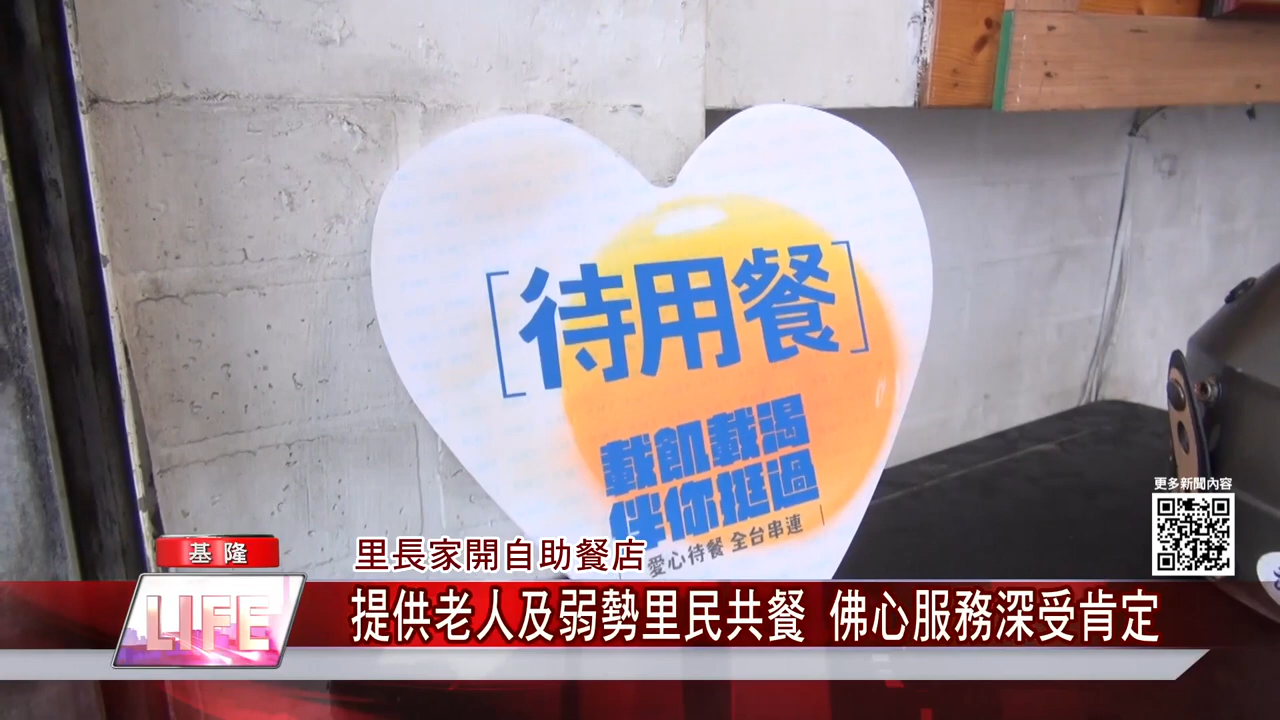 [待用餐]
載飢載渴
伴你挺過
愛心待餐 全台串連
更多新聞內容
基隆
里長家開自助餐店
LIFE
提供老人及弱勢里民共餐 佛心服務深受肯定